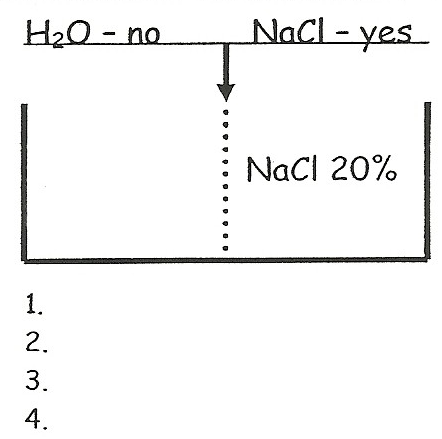 H₂O - no NaCl - yes
NaCl 20%
1.
2.
3.
4.